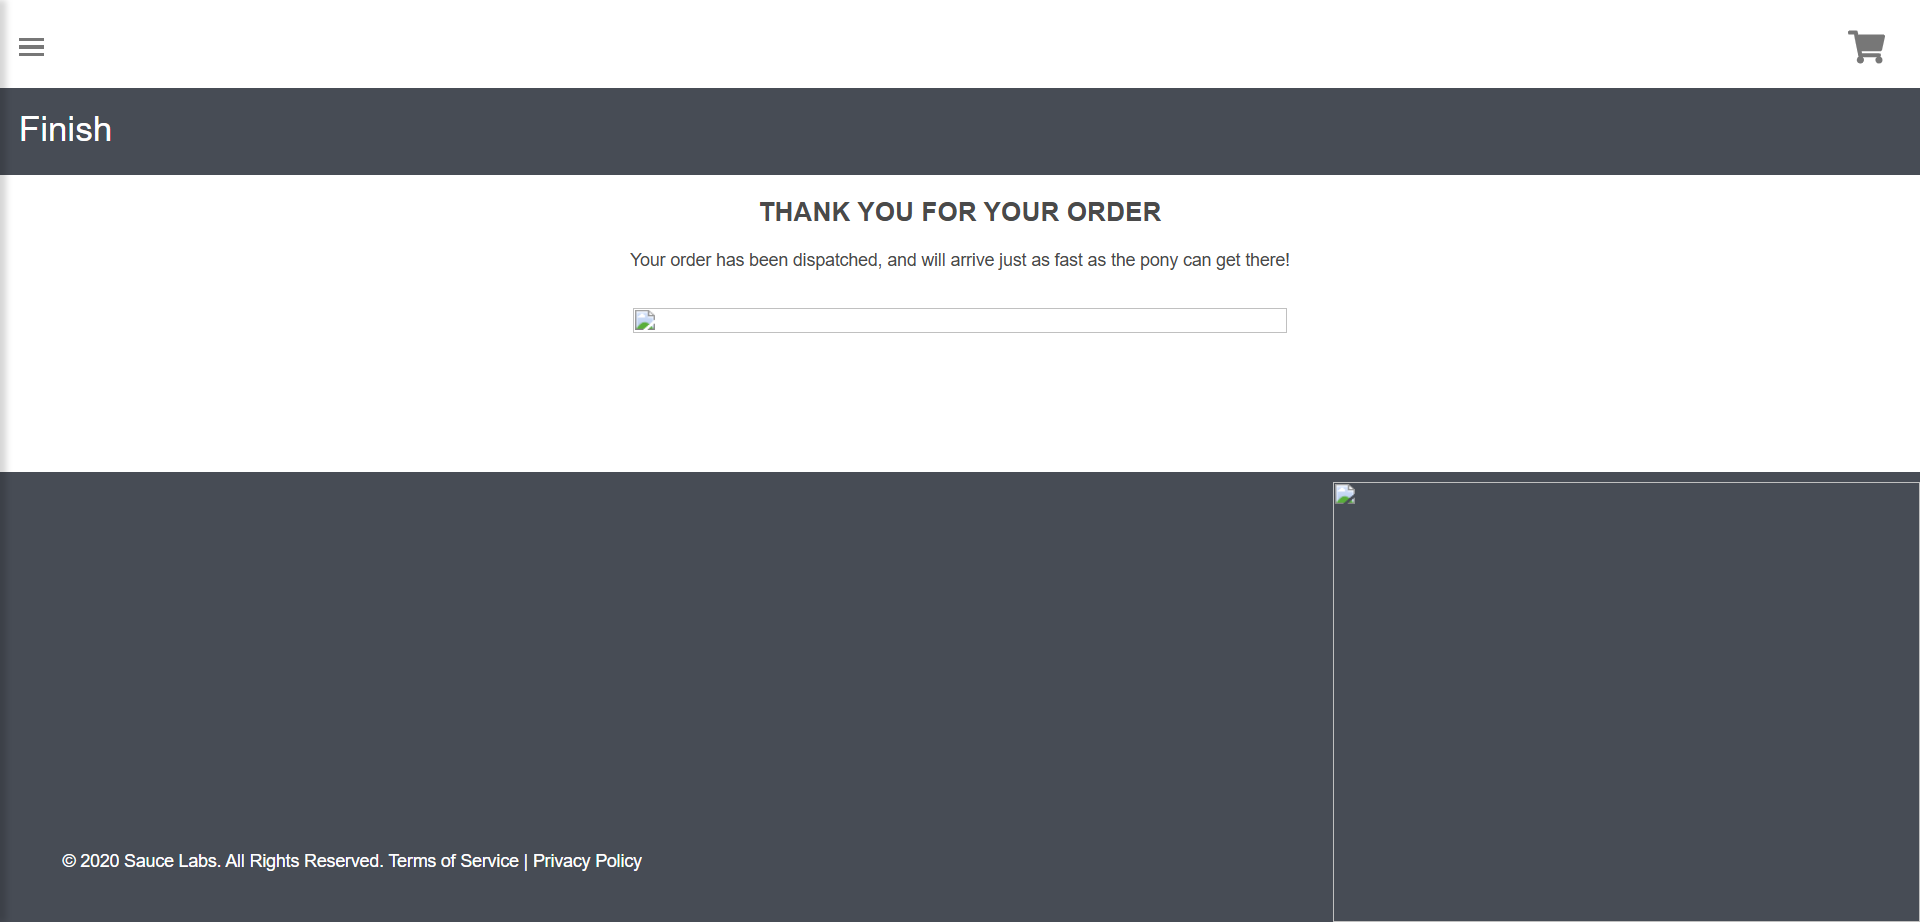 Finish
THANK YOU FOR YOUR ORDER
Your order has been dispatched, and will arrive just as fast as the pony can get there!
© 2020 Sauce Labs. All Rights Reserved. Terms of Service | Privacy Policy